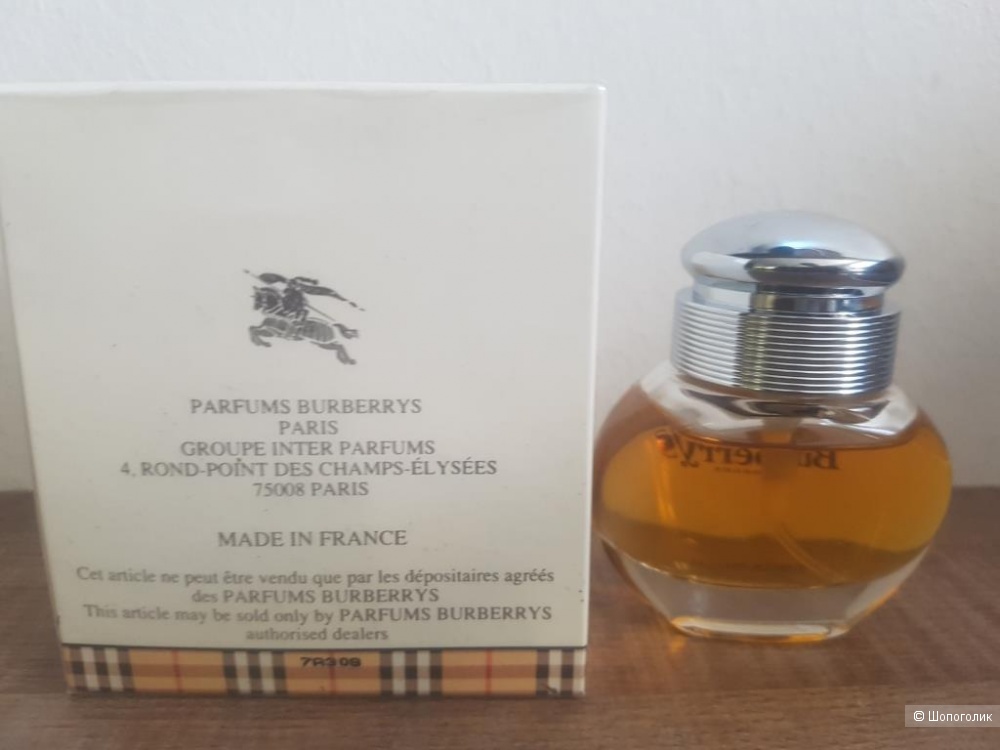 PARFUMS BURBERRYS
PARIS
GROUPE INTER PARFUMS
4, ROND-POINT DES CHAMPS-ÉLYSÉES
75008 PARIS
MADE IN FRANCE
Cet article ne peut être vendu que par les dépositaires agréés
des PARFUMS BURBERRYS
This article may be sold only by PARFUMS BURBERRYS
authorised dealers
7A306
Burberrys
© Шопоголик